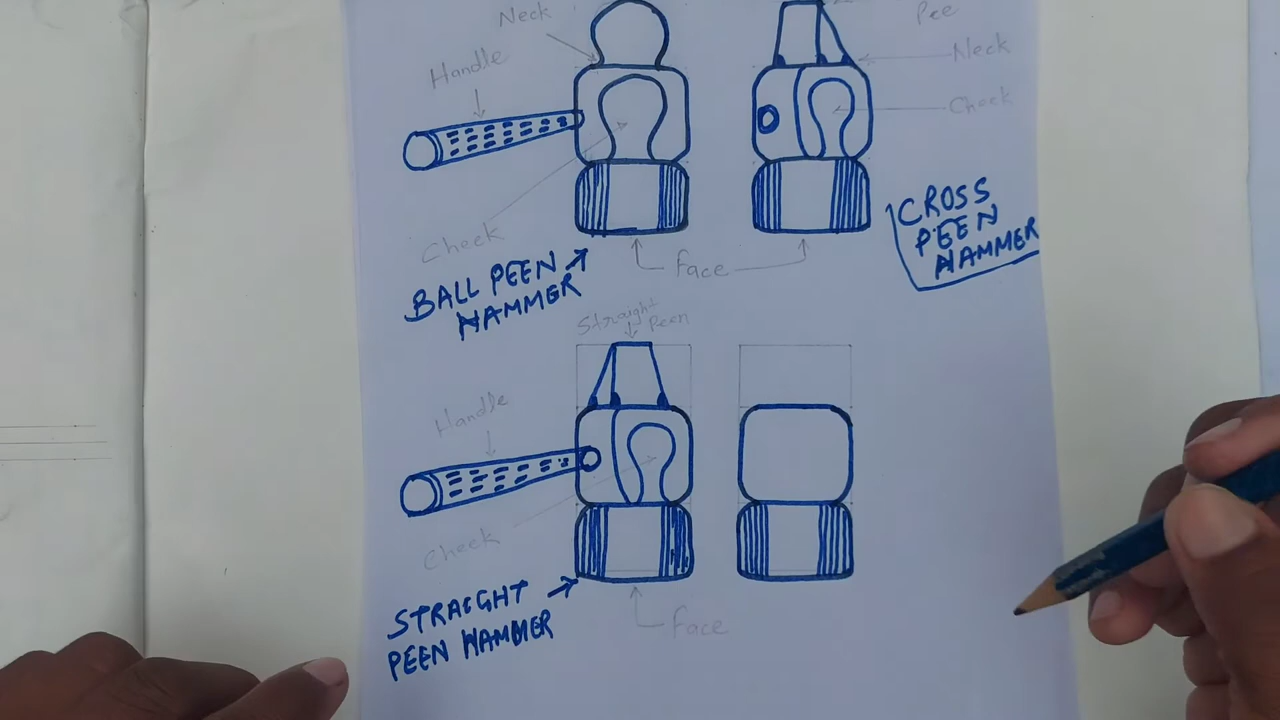 Neck
Handle
Pee
Neck
Cheek
Cheek
Face
BALL PEEN
HAMMER
CROSS
PEEN
HAMMER
Straight
Peen
Handle
Cheek
Face
STRAIGHT
PEEN HAMMER